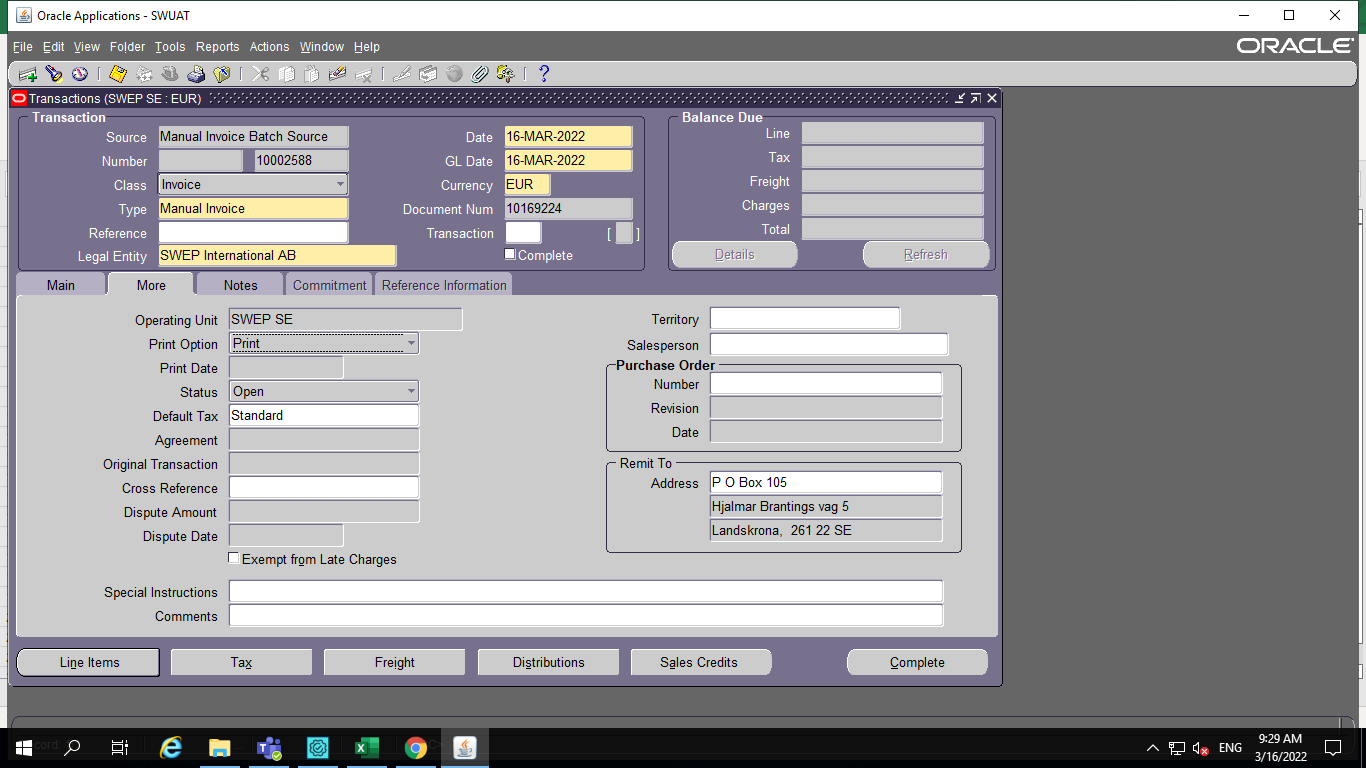 Oracle Applications - SWUAT
File Edit View Folder Tools Reports Actions Window Help
ORACLE
Transactions (SWEP SE : EUR)
Transaction
Source Manual Invoice Batch Source
Number 10002588
Class Invoice
Type Manual Invoice
Reference
Legal Entity SWEP International AB
Date 16-MAR-2022
GL Date 16-MAR-2022
Currency EUR
Document Num 10169224
Transaction [ ]
Complete
Balance Due
Line
Tax
Freight
Charges
Total
Details Refresh
Main More Notes Commitment Reference Information
Operating Unit SWEP SE
Print Option Print
Print Date
Status Open
Default Tax Standard
Agreement
Original Transaction
Cross Reference
Dispute Amount
Dispute Date
Exempt from Late Charges
Territory
Salesperson
Purchase Order
Number
Revision
Date
Remit To
Address P O Box 105
Hjalmar Brantings vag 5
Landskrona, 261 22 SE
Special Instructions
Comments
Line Items Tax Freight Distributions Sales Credits Complete
ENG
9:29 AM
3/16/2022